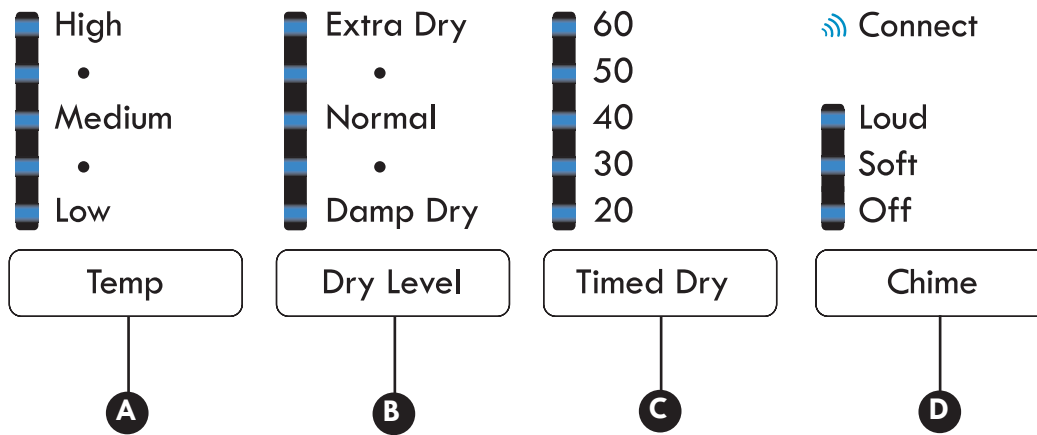 High
•
Medium
•
Low
Temp
A
Extra Dry
•
Normal
•
Damp Dry
Dry Level
B
60
50
40
30
20
Timed Dry
C
Connect
Loud
Soft
Off
Chime
D